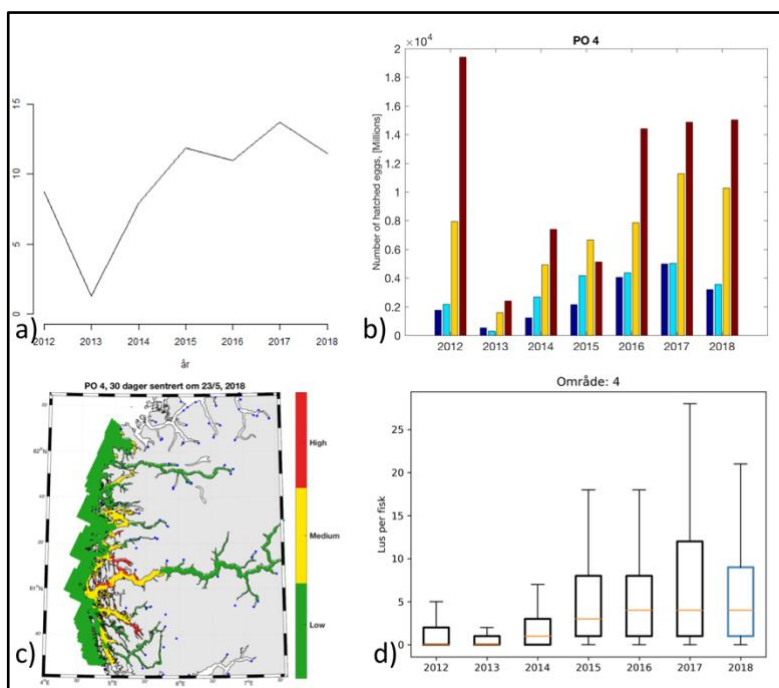 15
10
5
0
2012 2013 2014 2015 2016 2017 2018
år
a)
×10⁴
PO 4
Number of hatched eggs, [Millions]
2
1.8
1.6
1.4
1.2
1
0.8
0.6
0.4
0.2
0
2012 2013 2014 2015 2016 2017 2018
b)
PO 4, 30 dager sentrert om 23/5, 2018
High
Medium
Low
62°N
61°N
4°E
c)
Område: 4
Lus per fisk
25
20
15
10
5
0
2012 2013 2014 2015 2016 2017 2018
d)